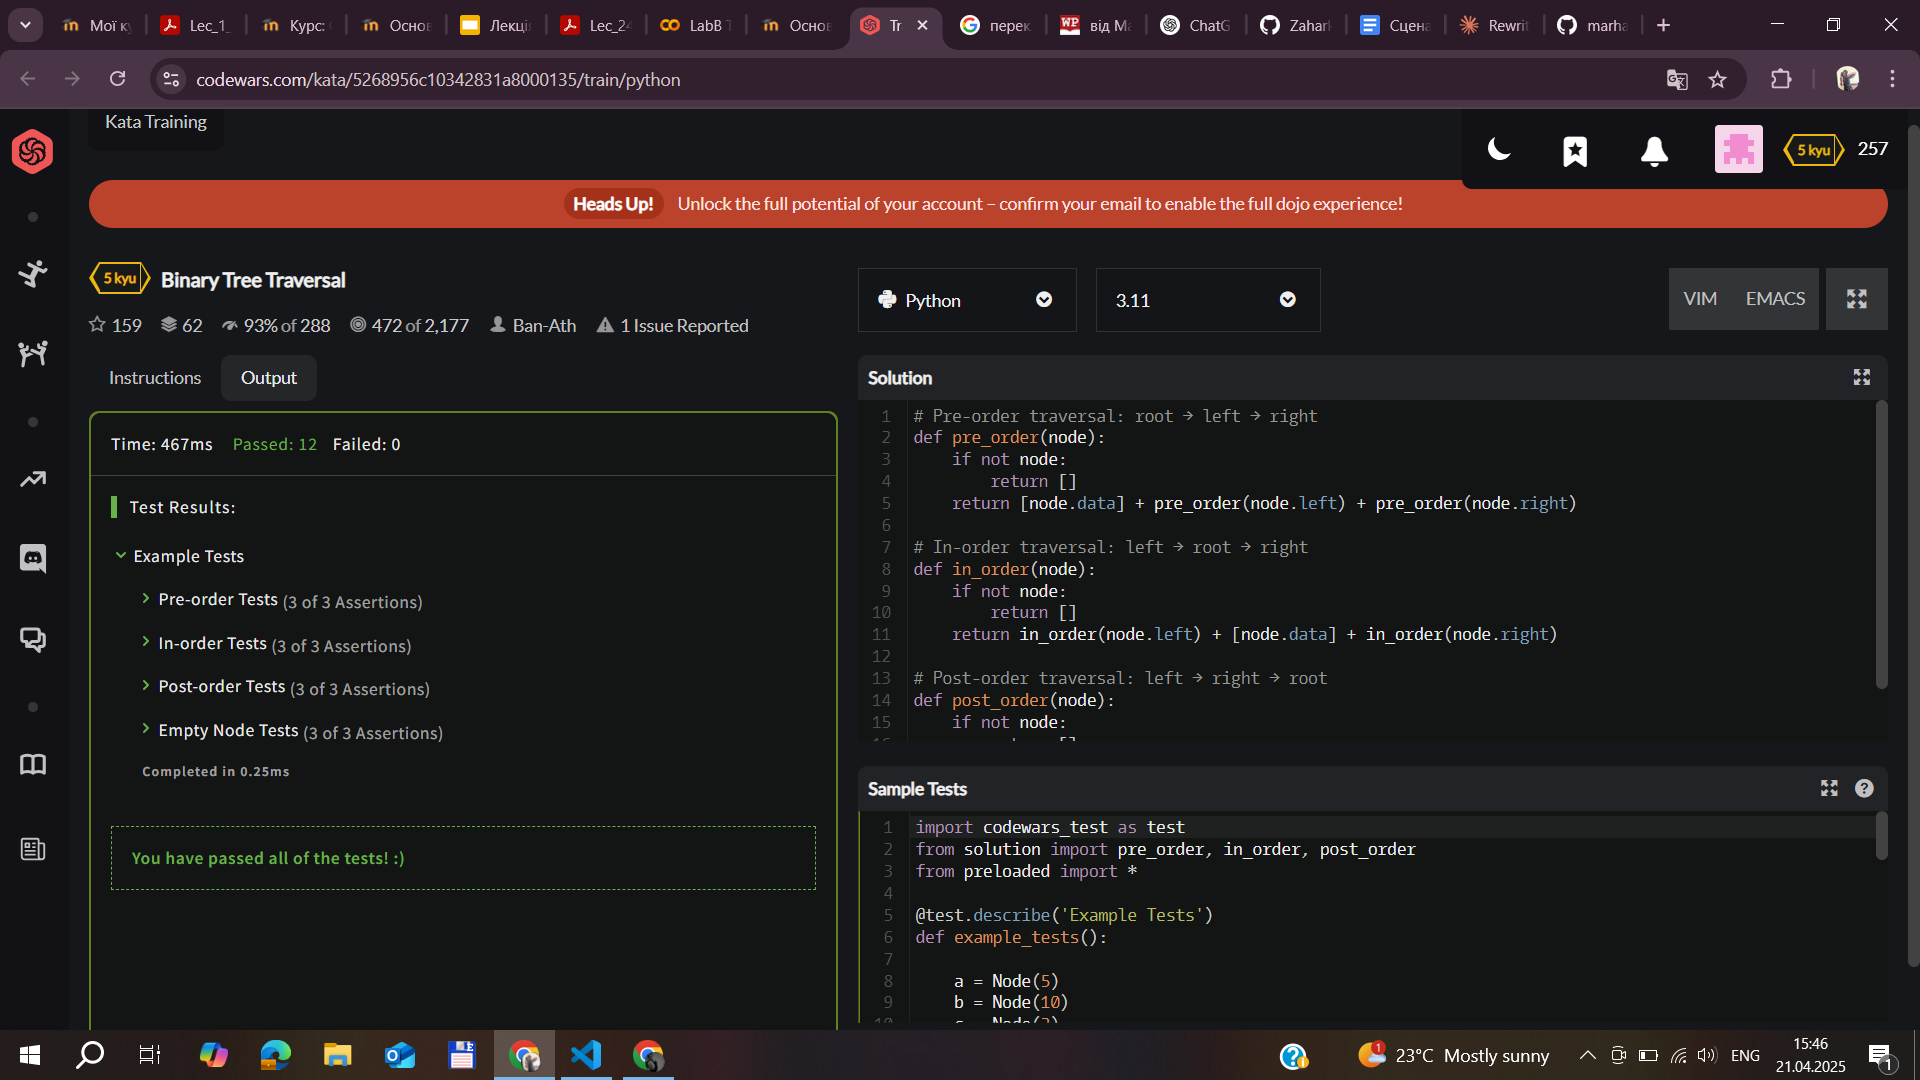 Мої к
Lec_1_
Курс:
Основ
Лекці
Lec_24
LabB T
Основ
Tr
перек
від Ма
ChatG
Zahar
Сцена
Rewrit
marha
codewars.com/kata/5268956c10342831a8000135/train/python
Kata Training
5 kyu
257
Heads Up! Unlock the full potential of your account – confirm your email to enable the full dojo experience!
5 kyu Binary Tree Traversal
159 62 93% of 288 472 of 2,177 Ban-Ath 1 Issue Reported
Python
3.11
VIM EMACS
Instructions Output
Time: 467ms Passed: 12 Failed: 0
Test Results:
Example Tests
Pre-order Tests (3 of 3 Assertions)
In-order Tests (3 of 3 Assertions)
Post-order Tests (3 of 3 Assertions)
Empty Node Tests (3 of 3 Assertions)
Completed in 0.25ms
You have passed all of the tests! :)
Solution
1 # Pre-order traversal: root → left → right
2 def pre_order(node):
3 if not node:
4 return []
5 return [node.data] + pre_order(node.left) + pre_order(node.right)
6
7 # In-order traversal: left → root → right
8 def in_order(node):
9 if not node:
10 return []
11 return in_order(node.left) + [node.data] + in_order(node.right)
12
13 # Post-order traversal: left → right → root
14 def post_order(node):
15 if not node:
Sample Tests
1 import codewars_test as test
2 from solution import pre_order, in_order, post_order
3 from preloaded import *
4
5 @test.describe('Example Tests')
6 def example_tests():
7
8 a = Node(5)
9 b = Node(10)
23°C Mostly sunny
ENG
15:46
21.04.2025
1